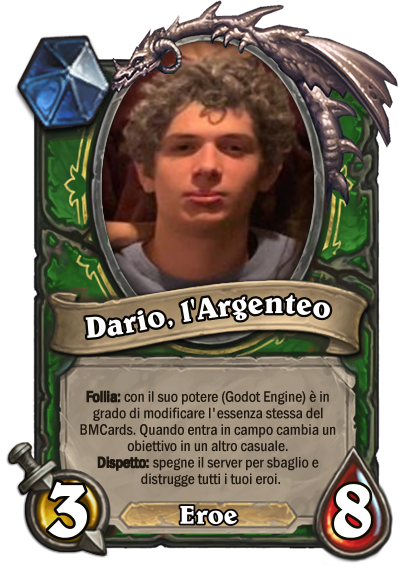 Dario, l'Argenteo
Follia: con il suo potere (Godot Engine) è in
grado di modificare l'essenza stessa del
BMCards. Quando entra in campo cambia un
obiettivo in un altro casuale.
Dispetto: spegne il server per sbaglio e
distrugge tutti i tuoi eroi.
3
Eroe
8